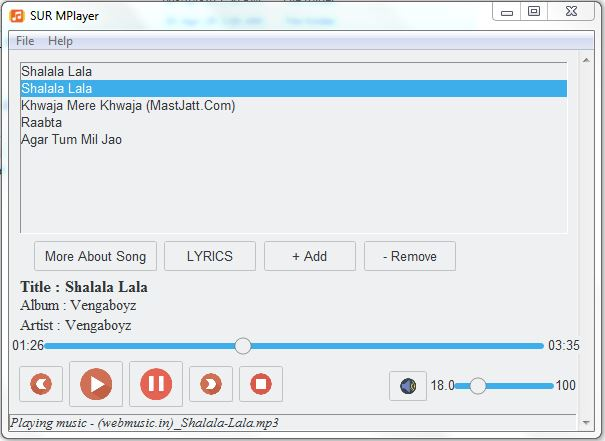 SUR MPlayer
File Help
Shalala Lala
Shalala Lala
Khwaja Mere Khwaja (MastJatt.Com)
Raabta
Agar Tum Mil Jao
More About Song LYRICS + Add - Remove
Title : Shalala Lala
Album : Vengaboyz
Artist : Vengaboyz
01:26 03:35
18.0 100
Playing music - (webmusic.in)_Shalala-Lala.mp3